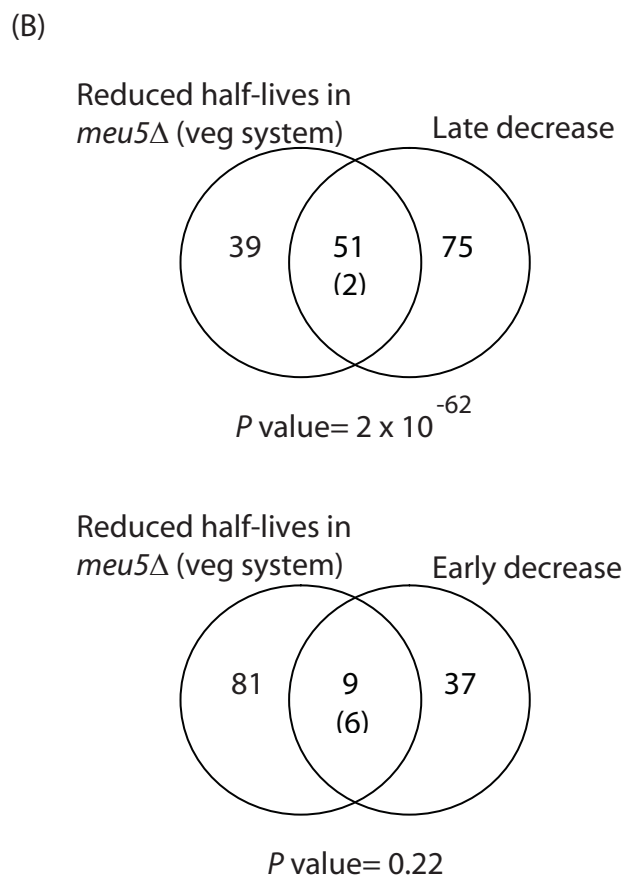 (B)
Reduced half-lives in
meu5Δ (veg system)
Late decrease
39
51
75
(2)
P value= 2 x 10^-62
Reduced half-lives in
meu5Δ (veg system)
Early decrease
81
9
37
(6)
P value= 0.22